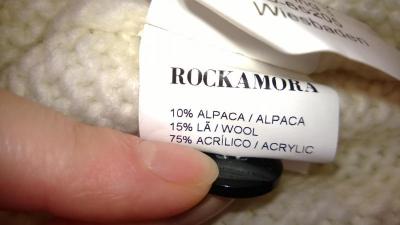 Wiesbaden
ROCKAMORA
10% ALPACA / ALPACA
15% LÃ / WOOL
75% ACRÍLICO / ACRYLIC